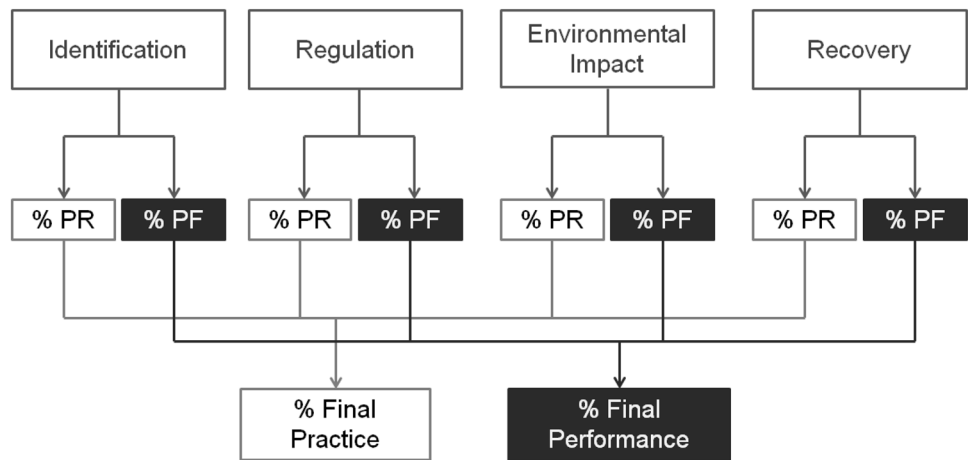 Identification
Regulation
Environmental
Impact
Recovery
% PR
% PF
% PR
% PF
% PR
% PF
% PR
% PF
% Final
Practice
% Final
Performance